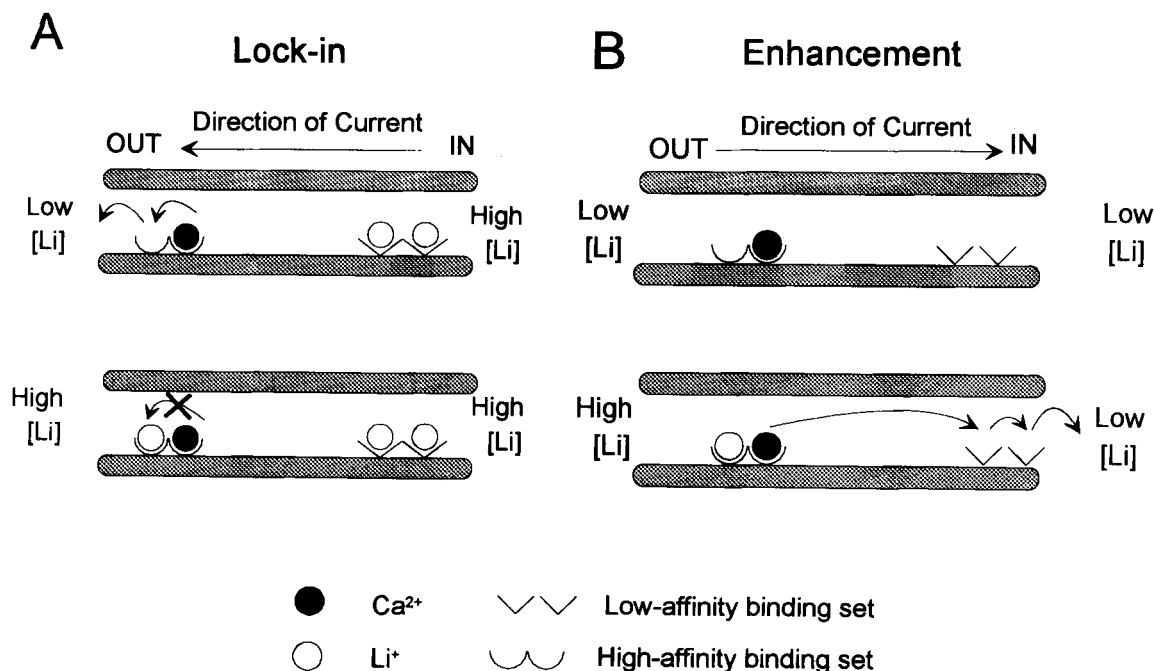 A
Lock-in
Direction of Current
OUT
IN
Low
[Li]
High
[Li]
High
[Li]
High
[Li]
B
Enhancement
Direction of Current
OUT
IN
Low
[Li]
Low
[Li]
High
[Li]
Low
[Li]
Ca²⁺
Low-affinity binding set
Li⁺
High-affinity binding set